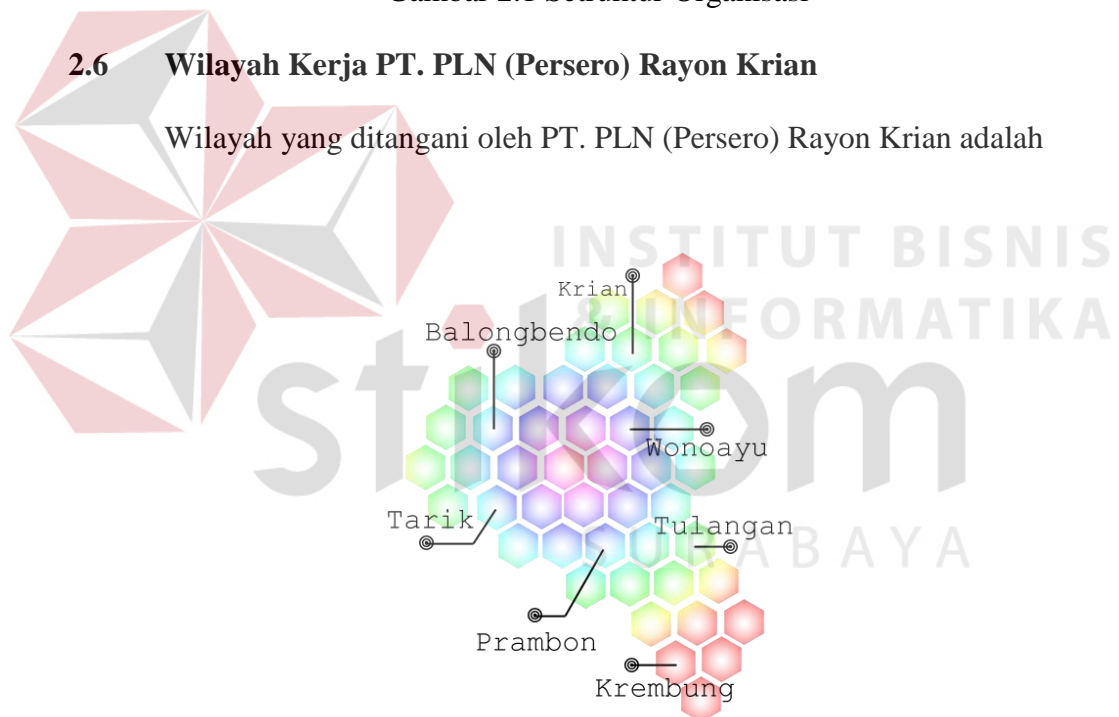 Gambar 2.1 Setruktur Organisasi
2.6 Wilayah Kerja PT. PLN (Persero) Rayon Krian
Wilayah yang ditangani oleh PT. PLN (Persero) Rayon Krian adalah
INSTITUT BISNIS
& INFORMATIKA
stikom
SURABAYA
Krian
Balongbendo
Wonoayu
Tarik
Tulangan
Prambon
Krembung